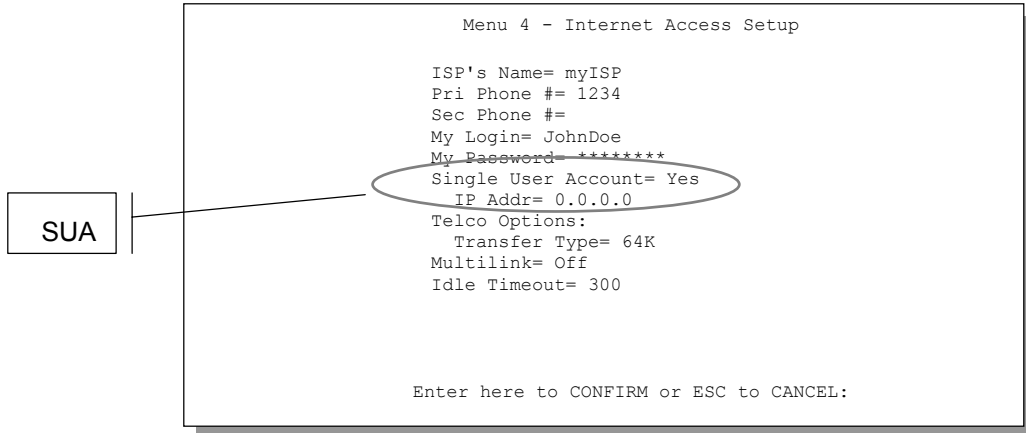 Menu 4 - Internet Access Setup
ISP's Name= myISP
Pri Phone #= 1234
Sec Phone #=
My Login= JohnDoe
My Password= ********
Single User Account= Yes
IP Addr= 0.0.0.0
Telco Options:
Transfer Type= 64K
Multilink= Off
Idle Timeout= 300
Enter here to CONFIRM or ESC to CANCEL:
SUA